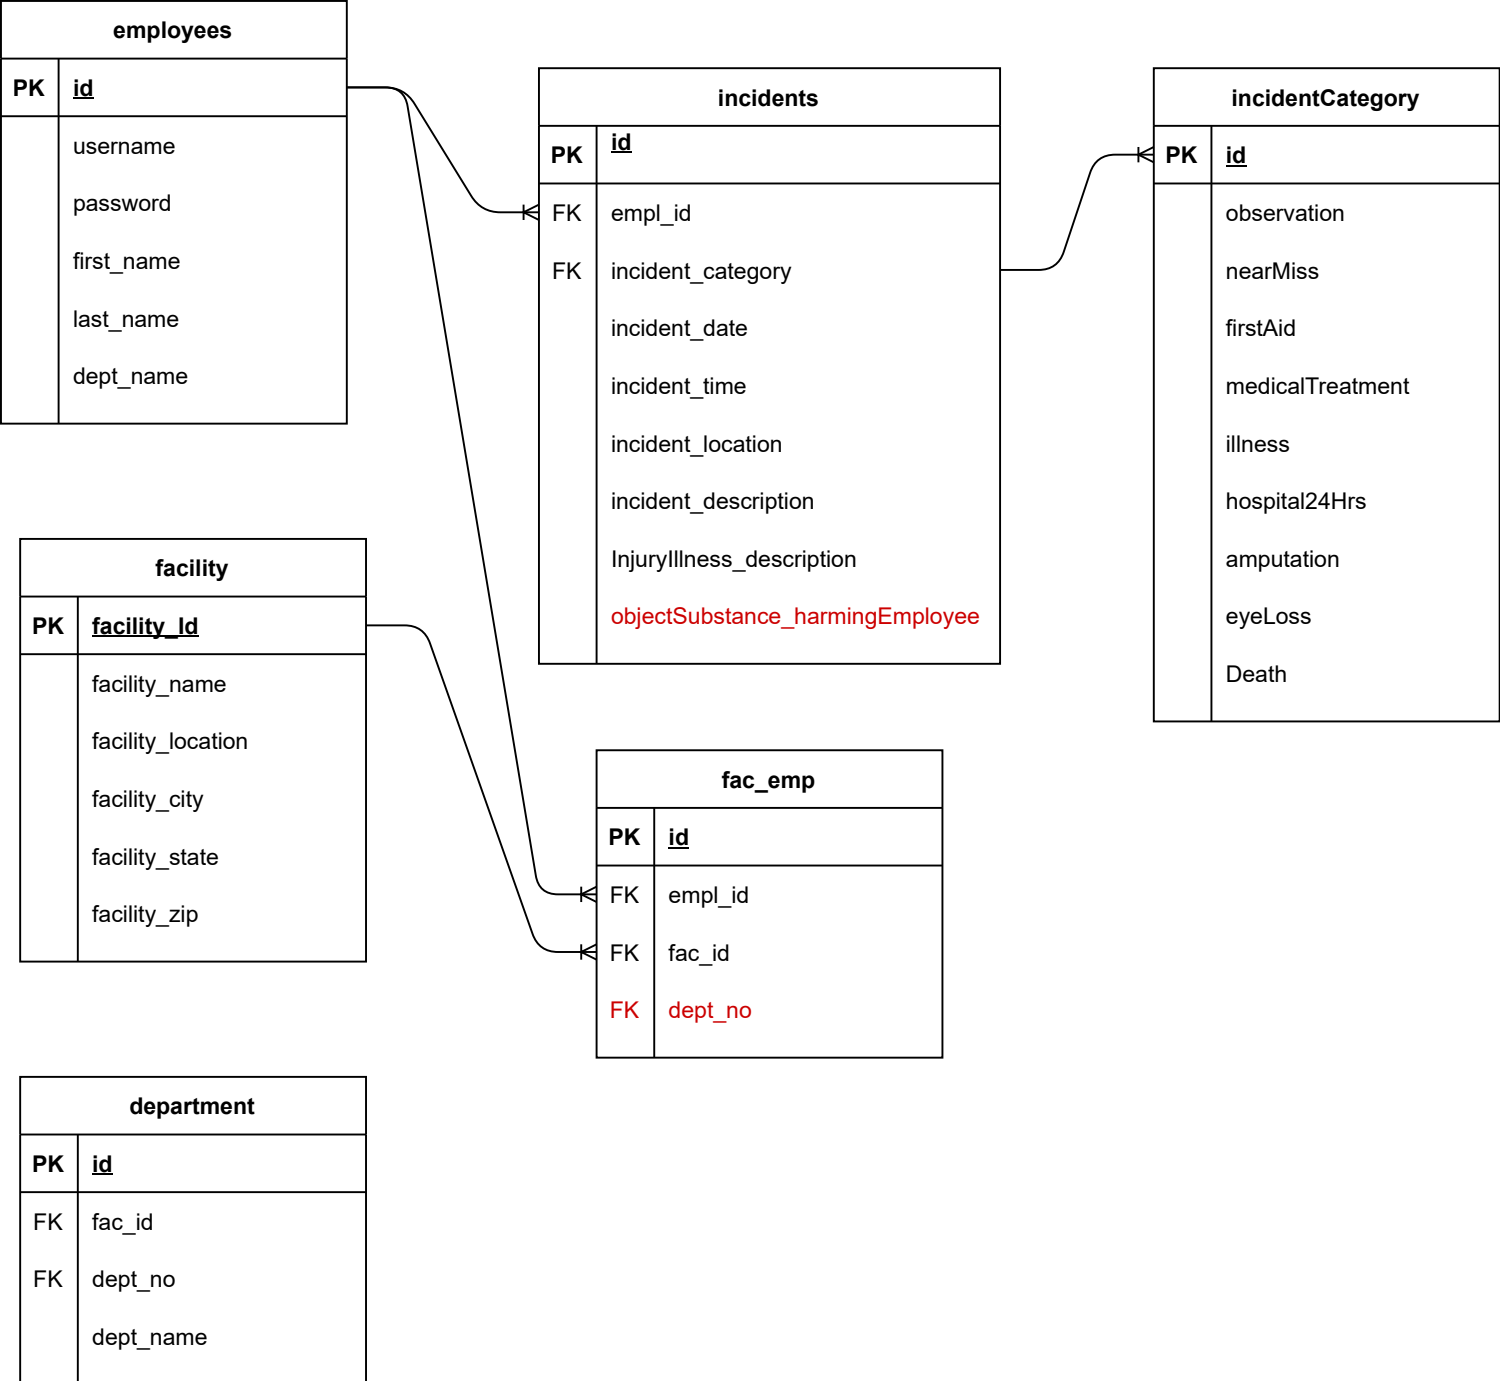 employees
PK id
username
password
first_name
last_name
dept_name
incidents
PK id
FK empl_id
FK incident_category
incident_date
incident_time
incident_location
incident_description
InjuryIllness_description
objectSubstance_harmingEmployee
incidentCategory
PK id
observation
nearMiss
firstAid
medicalTreatment
illness
hospital24Hrs
amputation
eyeLoss
Death
facility
PK facility_Id
facility_name
facility_location
facility_city
facility_state
facility_zip
fac_emp
PK id
FK empl_id
FK fac_id
FK dept_no
department
PK id
FK fac_id
FK dept_no
dept_name